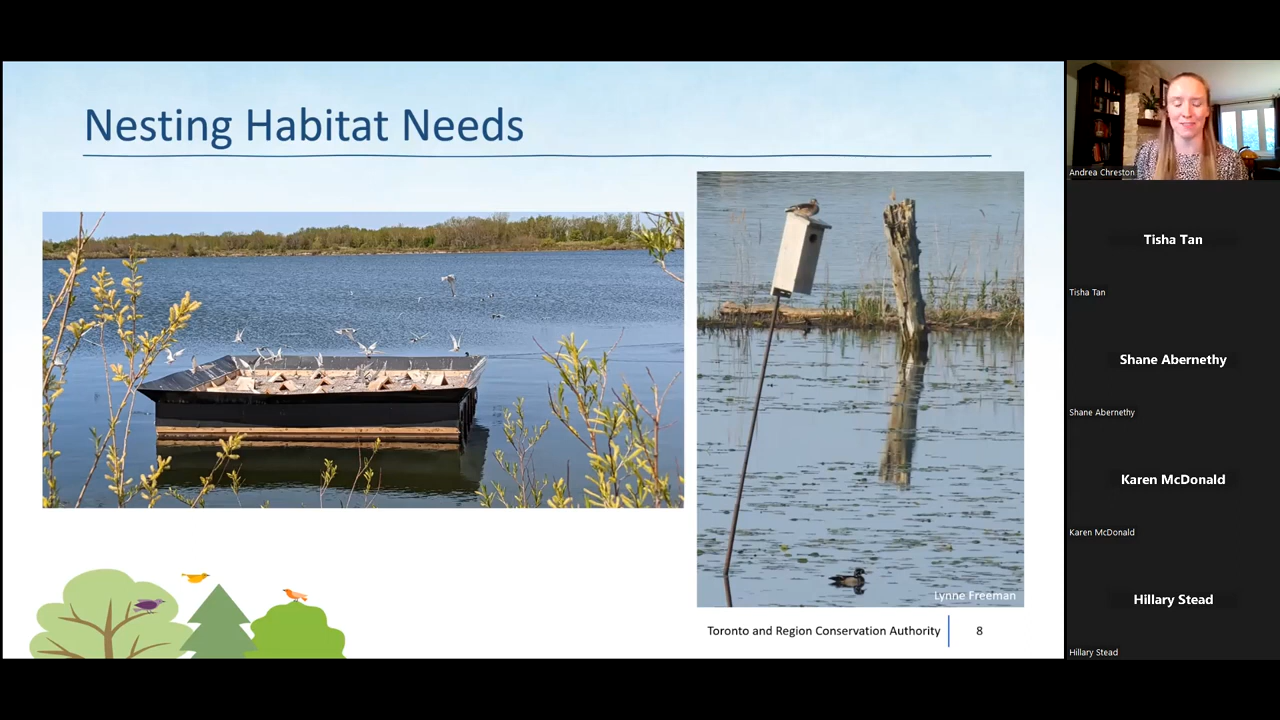 Nesting Habitat Needs
Lynne Freeman
Toronto and Region Conservation Authority
8
Andrea Chreston
Tisha Tan
Tisha Tan
Shane Abernethy
Shane Abernethy
Karen McDonald
Karen McDonald
Hillary Stead
Hillary Stead